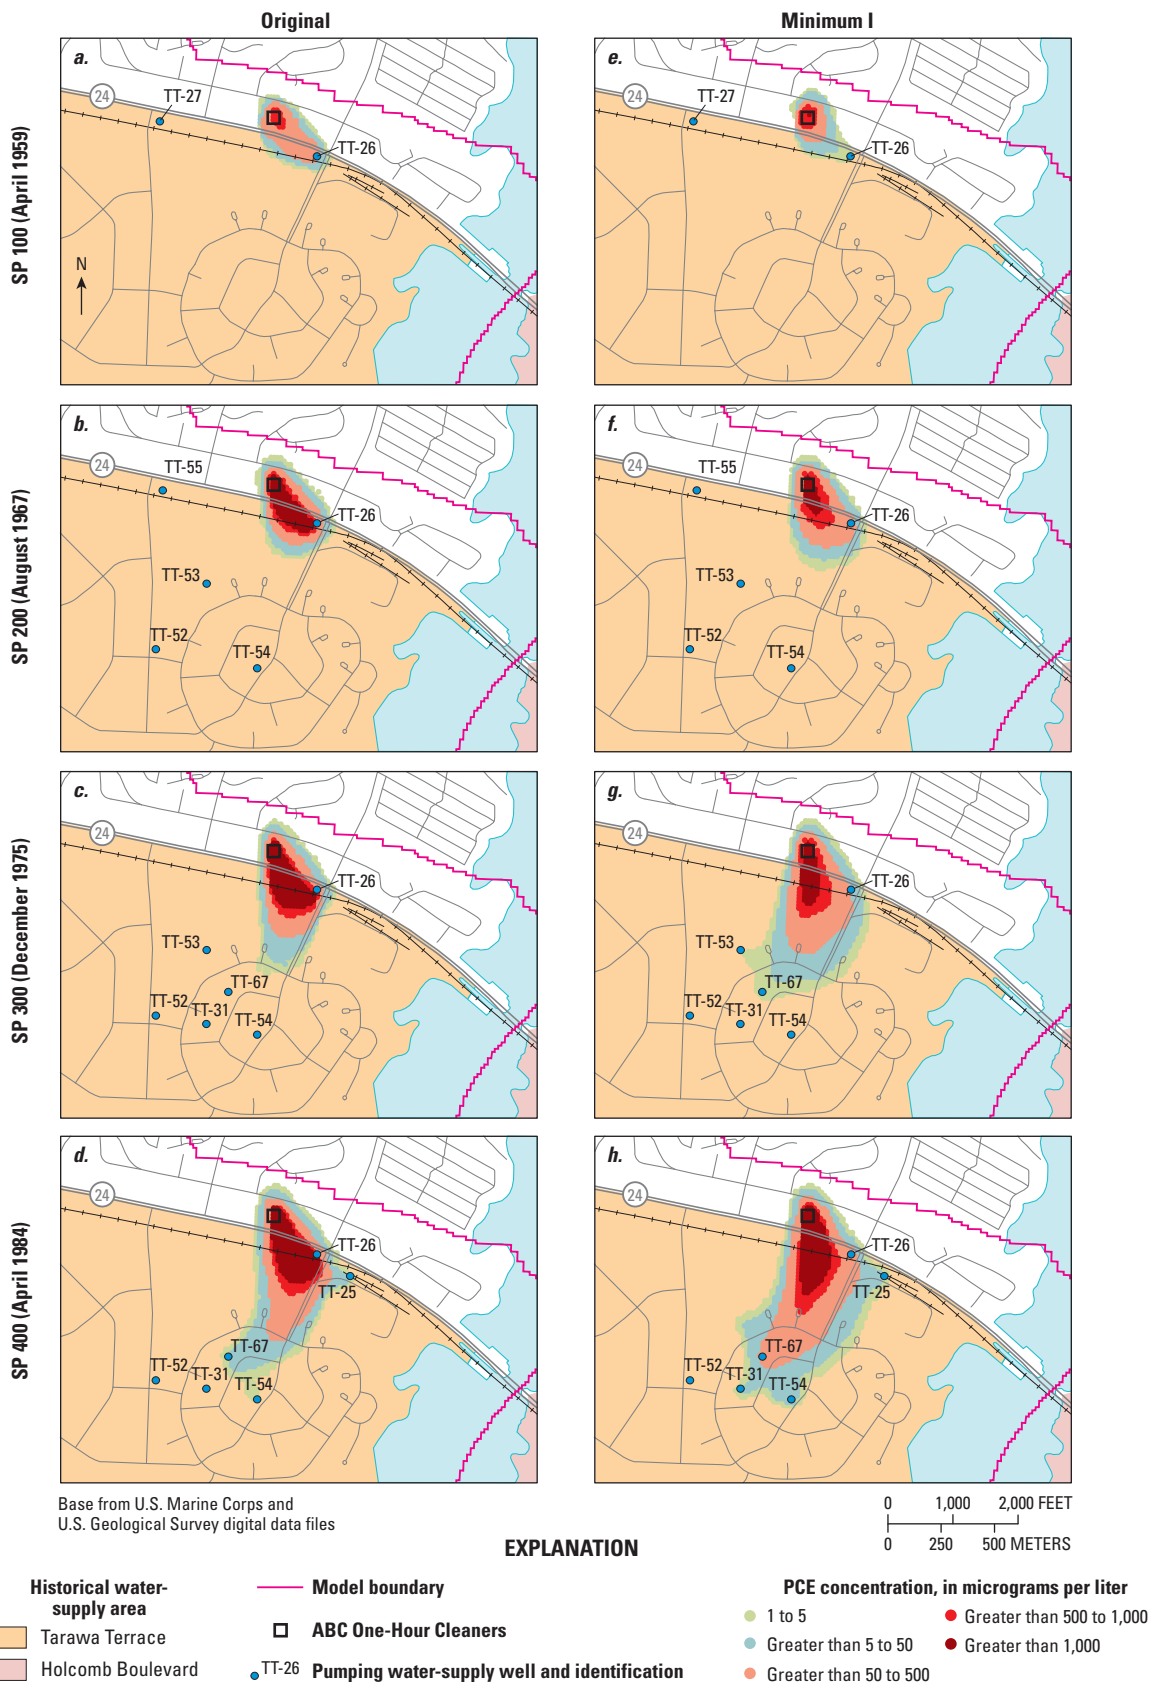 Original
Minimum I
SP 100 (April 1959)
a.
24
TT-27
TT-26
N
e.
24
TT-27
TT-26
SP 200 (August 1967)
b.
24
TT-55
TT-26
TT-53
TT-52
TT-54
f.
24
TT-55
TT-26
TT-53
TT-52
TT-54
SP 300 (December 1975)
c.
24
TT-26
TT-53
TT-67
TT-52
TT-31
TT-54
g.
24
TT-26
TT-53
TT-67
TT-52
TT-31
TT-54
SP 400 (April 1984)
d.
24
TT-26
TT-25
TT-67
TT-52
TT-31
TT-54
h.
24
TT-26
TT-25
TT-67
TT-52
TT-31
TT-54
Base from U.S. Marine Corps and
U.S. Geological Survey digital data files
0 1,000 2,000 FEET
0 250 500 METERS
EXPLANATION
Historical water-
supply area
Tarawa Terrace
Holcomb Boulevard
Model boundary
ABC One-Hour Cleaners
TT-26 Pumping water-supply well and identification
PCE concentration, in micrograms per liter
1 to 5
Greater than 5 to 50
Greater than 50 to 500
Greater than 500 to 1,000
Greater than 1,000